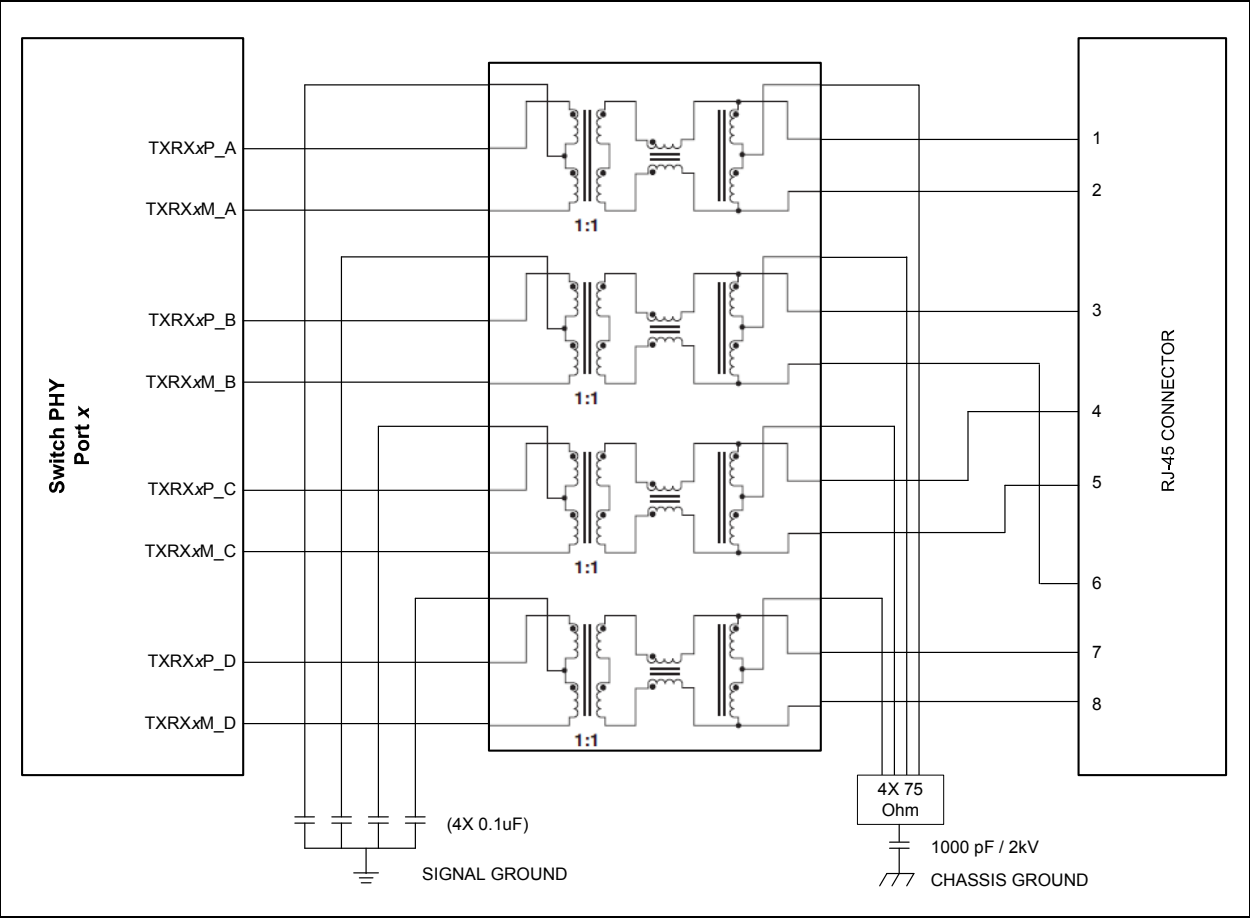 Switch PHY
Port x
TXRXxP_A
TXRXxM_A
TXRXxP_B
TXRXxM_B
TXRXxP_C
TXRXxM_C
TXRXxP_D
TXRXxM_D
1:1
1:1
1:1
1:1
1
2
3
4
5
6
7
8
RJ-45 CONNECTOR
(4X 0.1uF)
SIGNAL GROUND
4X 75
Ohm
1000 pF / 2kV
CHASSIS GROUND